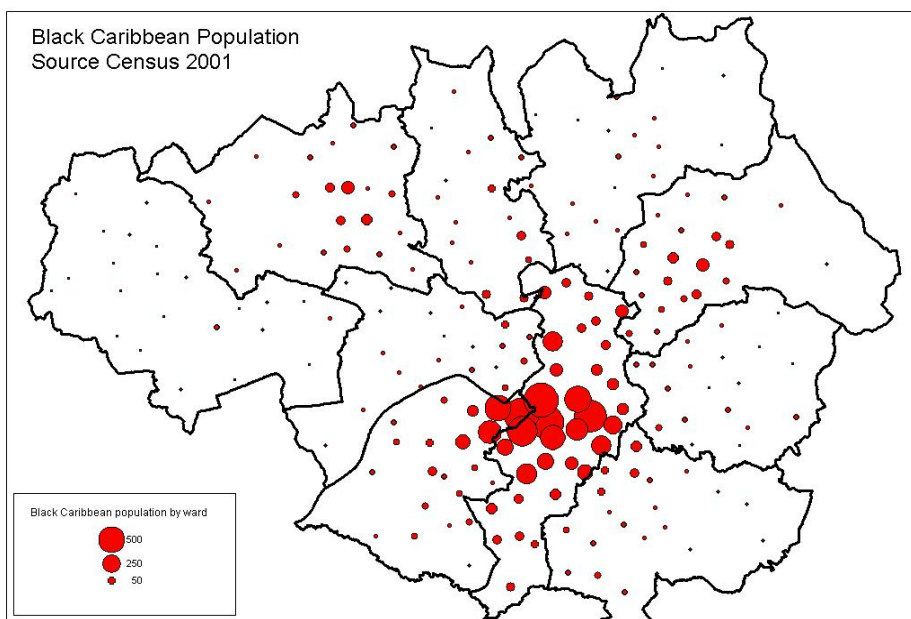 Black Caribbean Population
Source Census 2001
Black Caribbean population by ward
500
250
50